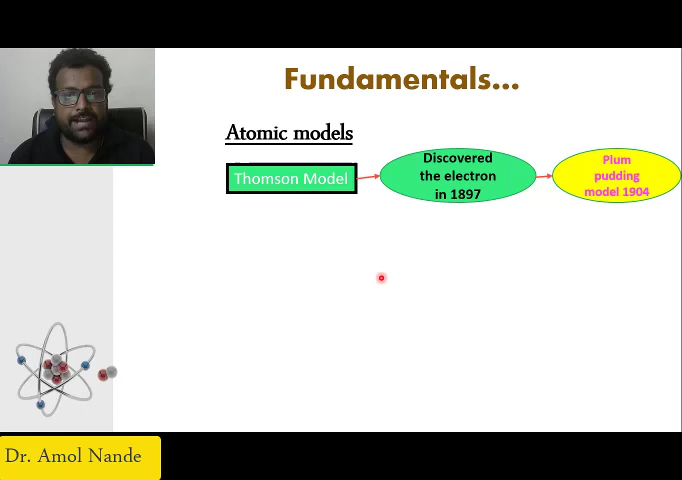 Fundamentals...
Atomic models
Thomson Model
Discovered
the electron
in 1897
Plum
pudding
model 1904
Dr. Amol Nande